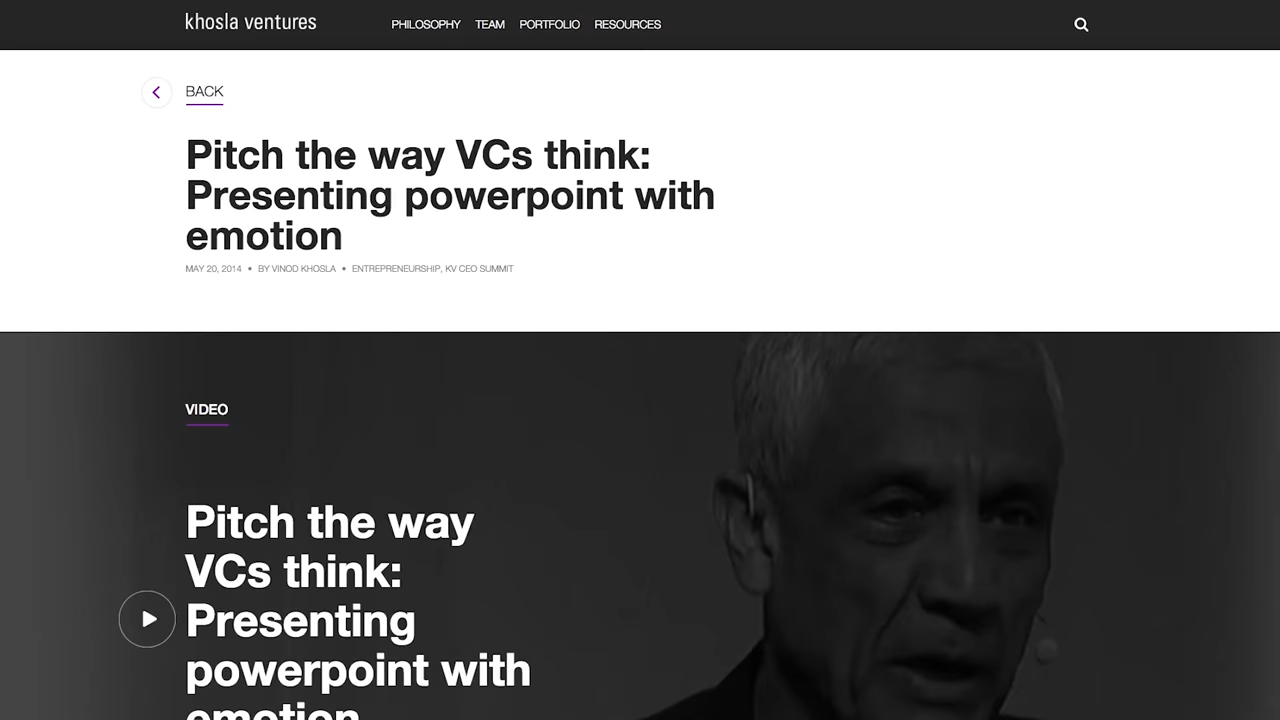 khosla ventures
PHILOSOPHY TEAM PORTFOLIO RESOURCES
BACK
Pitch the way VCs think:
Presenting powerpoint with
emotion
MAY 20, 2014 • BY VINOD KHOSLA • ENTREPRENEURSHIP, KV CEO SUMMIT
VIDEO
Pitch the way
VCs think:
Presenting
powerpoint with
emotion